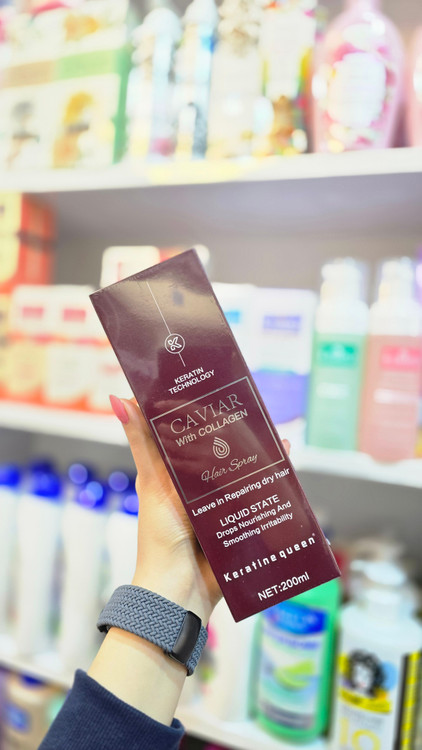 KERATIN
TECHNOLOGY
CAVIAR
With COLLAGEN
Hair Spray
Leave in Repairing dry hair
LIQUID STATE
Drops Nourishing And
Smoothing Irritability
Keratine queen
NET:200ml